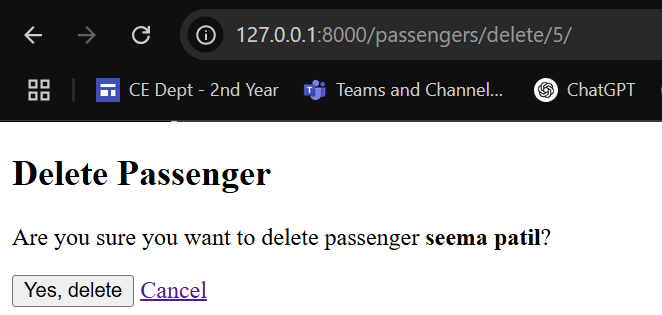 127.0.0.1:8000/passengers/delete/5/
CE Dept - 2nd Year Teams and Channel... ChatGPT
Delete Passenger
Are you sure you want to delete passenger seema patil?
Yes, delete Cancel